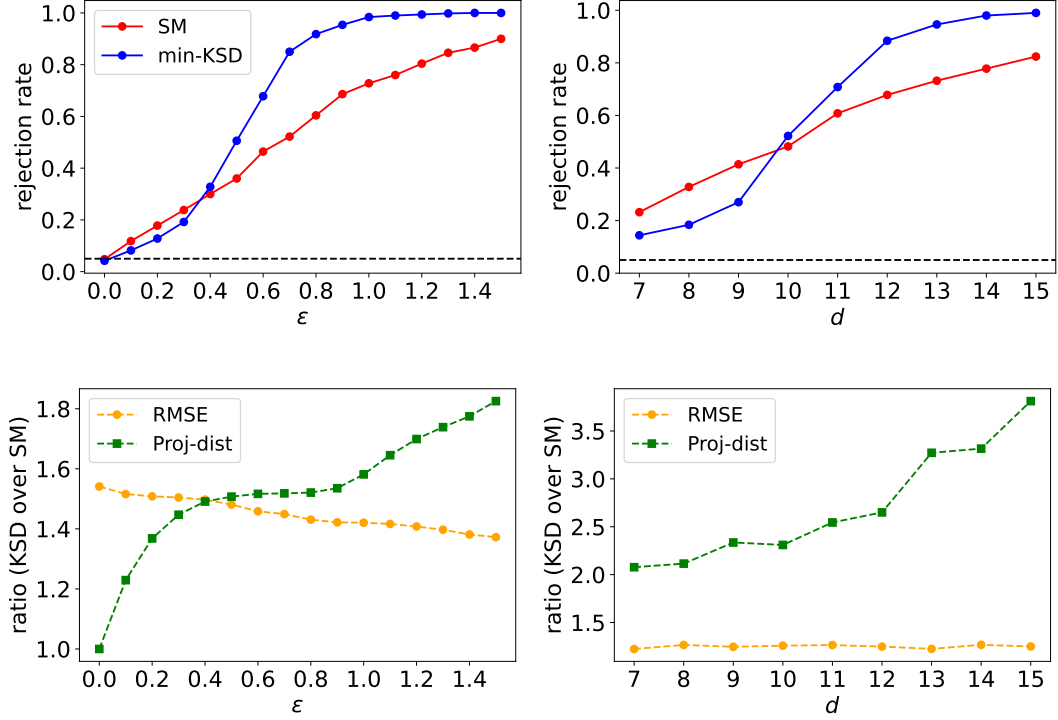 rejection rate
1.0
0.8
0.6
0.4
0.2
0.0
SM
min-KSD
0.0 0.2 0.4 0.6 0.8 1.0 1.2 1.4
ε
rejection rate
1.0
0.8
0.6
0.4
0.2
0.0
7 8 9 10 11 12 13 14 15
d
ratio (KSD over SM)
1.8
1.6
1.4
1.2
1.0
RMSE
Proj-dist
0.0 0.2 0.4 0.6 0.8 1.0 1.2 1.4
ε
ratio (KSD over SM)
3.5
3.0
2.5
2.0
1.5
RMSE
Proj-dist
7 8 9 10 11 12 13 14 15
d